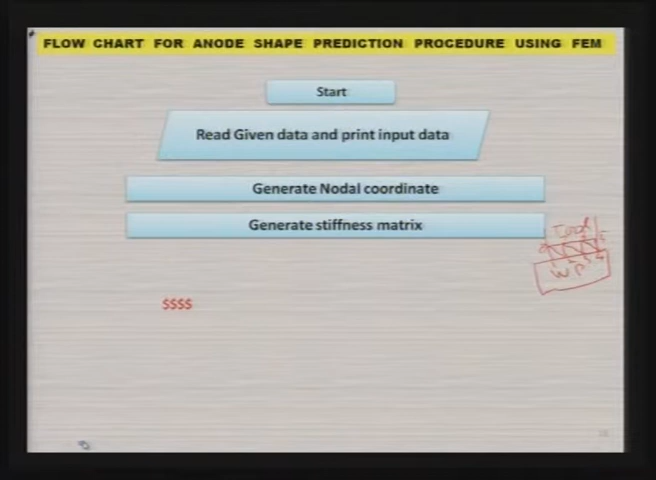 FLOW CHART FOR ANODE SHAPE PREDICTION PROCEDURE USING FEM
Start
Read Given data and print input data
Generate Nodal coordinate
Generate stiffness matrix
Tool
WP
$$$$